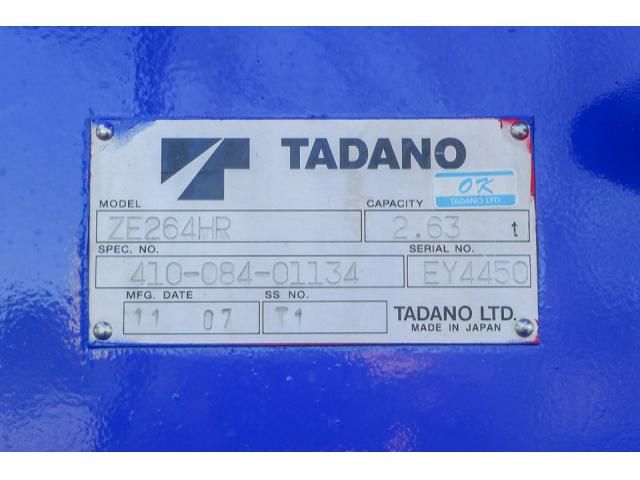 TADANO
OK
TADANO LTD.
MODEL CAPACITY
ZE264HR 2.63 t
SPEC. NO. SERIAL NO.
410-084-01134 EY4450
MFG. DATE SS NO.
11 07 T1
TADANO LTD.
MADE IN JAPAN